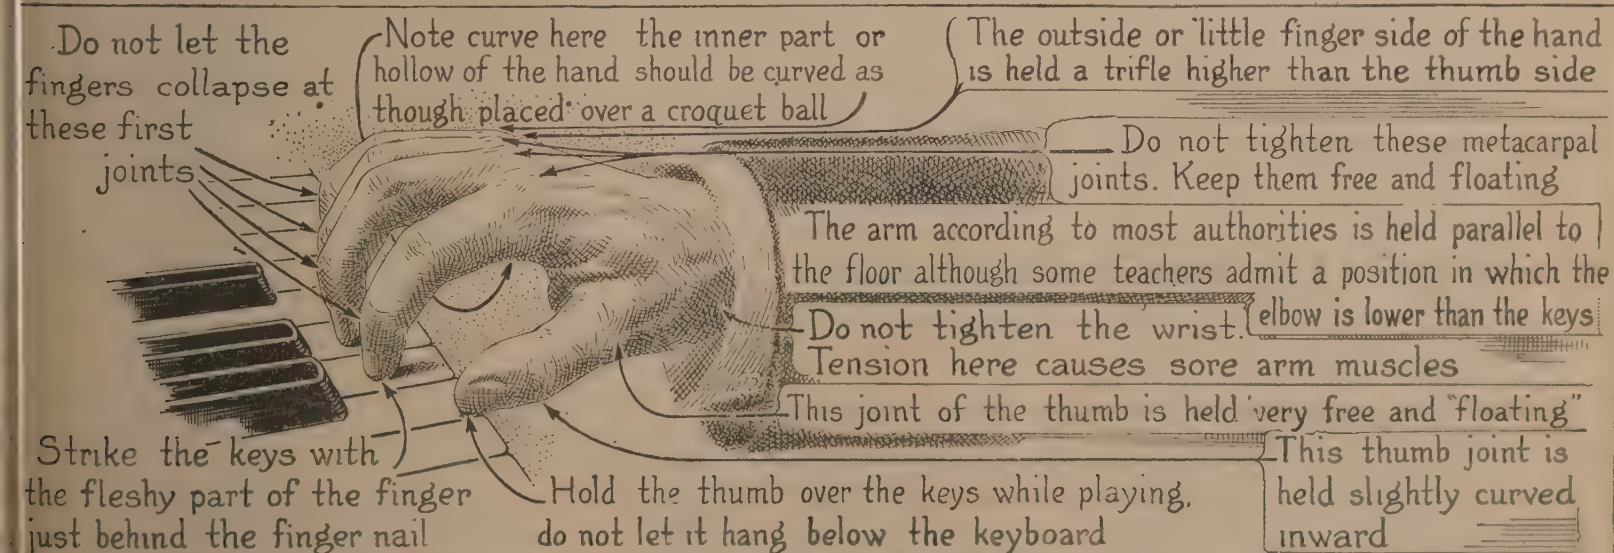 Do not let the
fingers collapse at
these first
joints
Note curve here the inner part or
hollow of the hand should be curved as
though placed over a croquet ball
The outside or little finger side of the hand
is held a trifle higher than the thumb side
Do not tighten these metacarpal
joints. Keep them free and floating
The arm according to most authorities is held parallel to
the floor although some teachers admit a position in which the
elbow is lower than the keys
Do not tighten the wrist.
Tension here causes sore arm muscles
This joint of the thumb is held very free and "floating"
This thumb joint is
held slightly curved
inward
Strike the keys with
the fleshy part of the finger
just behind the finger nail
Hold the thumb over the keys while playing,
do not let it hang below the keyboard